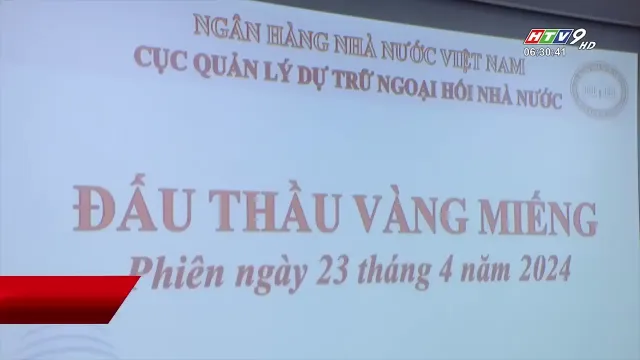 HTV9 HD
06:30:41
NGÂN HÀNG NHÀ NƯỚC VIỆT NAM
CỤC QUẢN LÝ DỰ TRỮ NGOẠI HỐI NHÀ NƯỚC
ĐẤU THẦU VÀNG MIẾNG
Phiên ngày 23 tháng 4 năm 2024